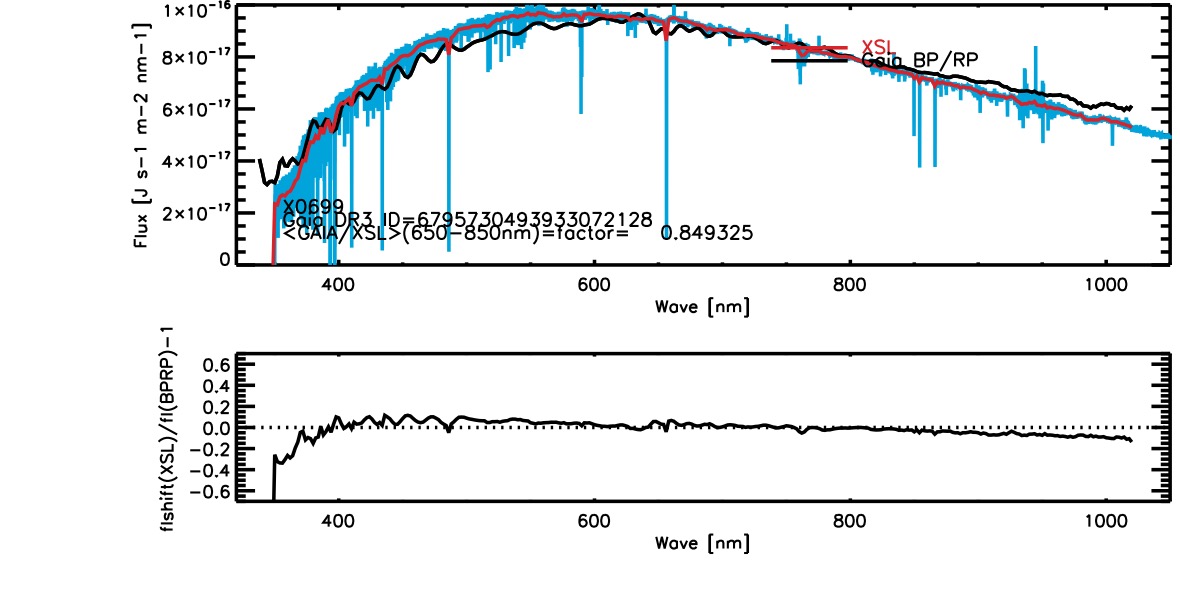 1×10−16
8×10−17
6×10−17
4×10−17
2×10−17
0
Flux [J s−1 m−2 nm−1]
XSL
Gaia BP/RP
X0699
Gaia DR3 ID=6795730493933072128
<GAIA/XSL>(650−850nm)=factor= 0.849325
400 600 800 1000
Wave [nm]
flshift(XSL)/fl(BPRP)−1
0.6
0.4
0.2
0.0
−0.2
−0.4
−0.6
400 600 800 1000
Wave [nm]